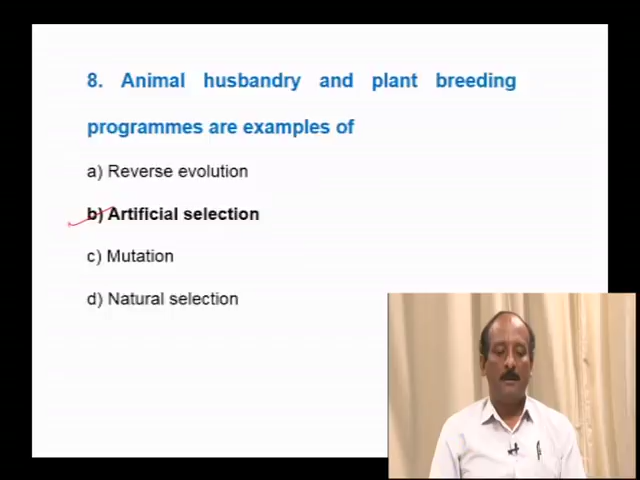 8. Animal husbandry and plant breeding
programmes are examples of
a) Reverse evolution
b) Artificial selection
c) Mutation
d) Natural selection